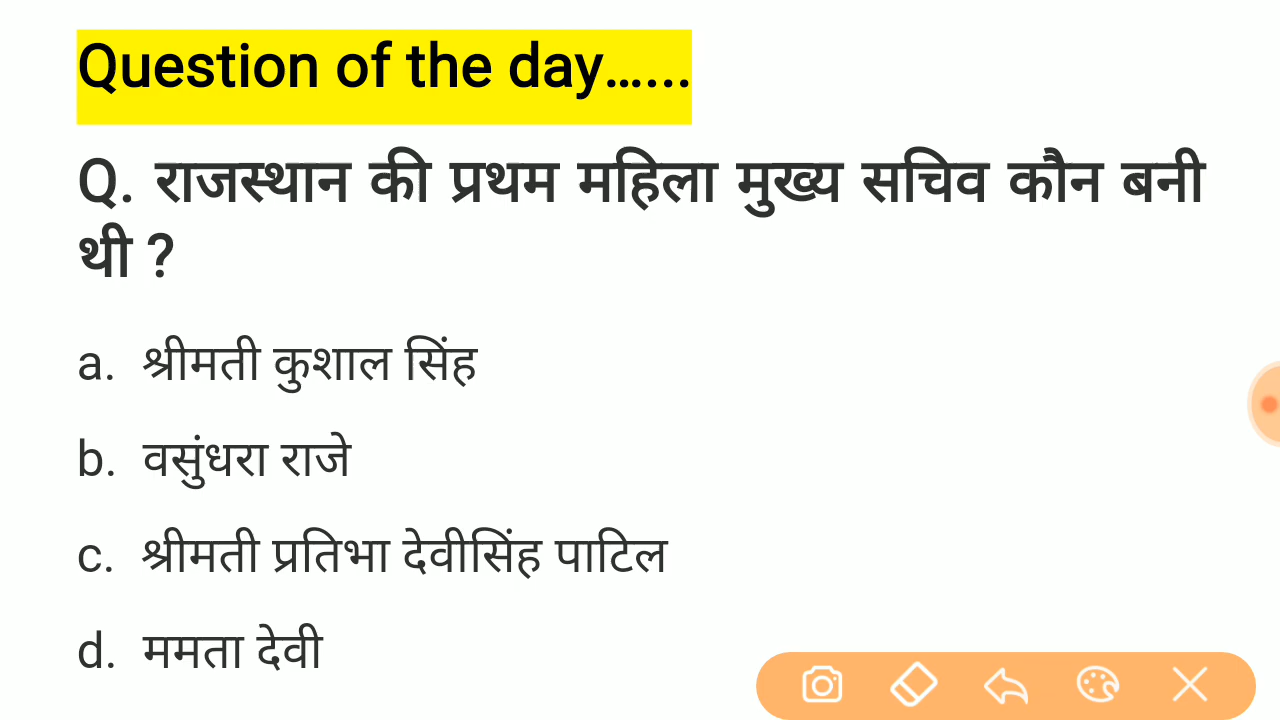 Question of the day…...
Q. राजस्थान की प्रथम महिला मुख्य सचिव कौन बनी
थी ?
a. श्रीमती कुशाल सिंह
b. वसुंधरा राजे
c. श्रीमती प्रतिभा देवीसिंह पाटिल
d. ममता देवी